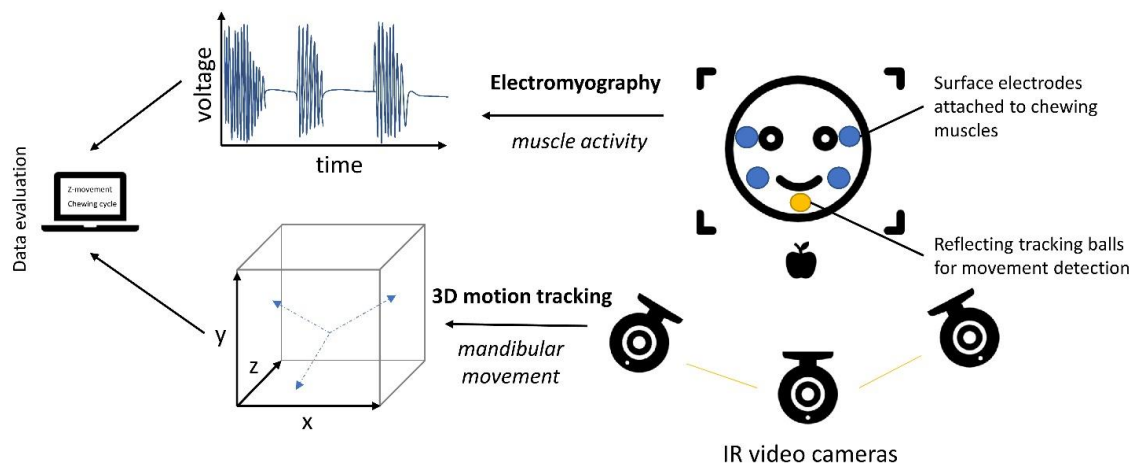 voltage
time
Electromyography
muscle activity
Surface electrodes
attached to chewing
muscles
Data evaluation
Z-movement
Chewing cycle
Reflecting tracking balls
for movement detection
3D motion tracking
mandibular
movement
y
z
x
IR video cameras